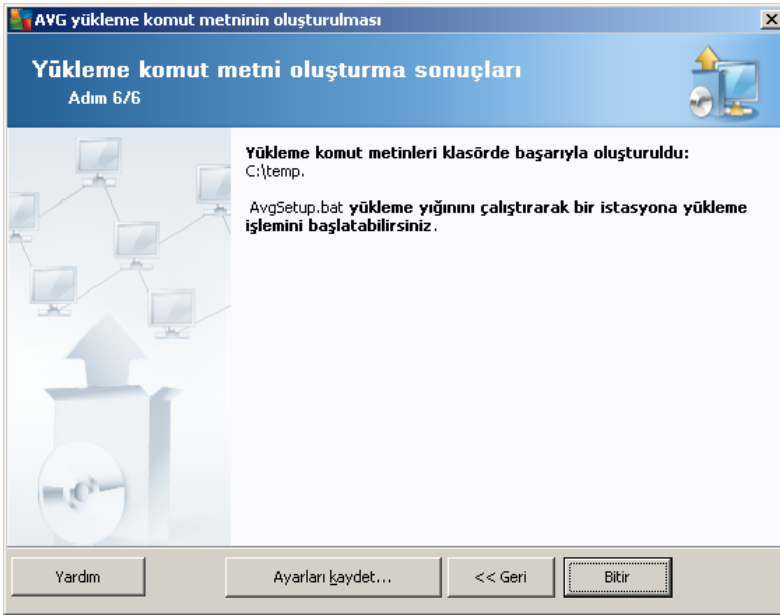 AVG yükleme komut metninin oluşturulması
Yükleme komut metni oluşturma sonuçları
Adım 6/6
Yükleme komut metinleri klasörde başarıyla oluşturuldu:
C:\temp.
AvgSetup.bat yükleme yığınını çalıştırarak bir istasyona yükleme
işlemini başlatabilirsiniz.
Yardım
Ayarları kaydet...
<< Geri
Bitir